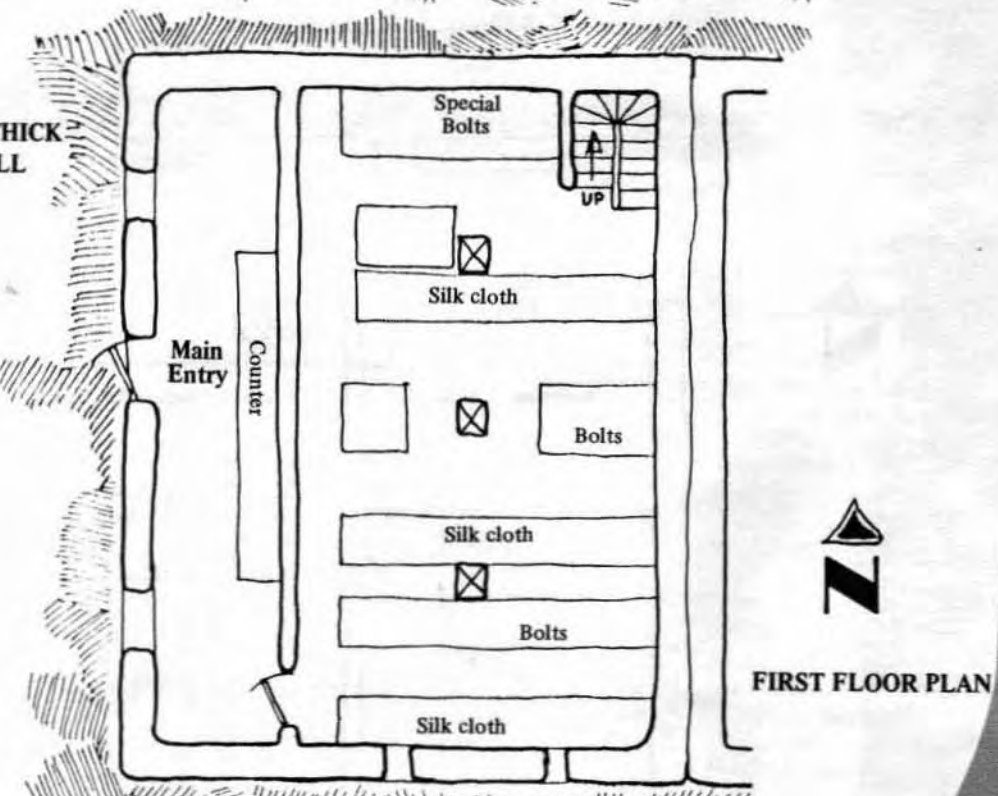 Special
Bolts
UP
Silk cloth
Main
Entry
Counter
Bolts
Silk cloth
Bolts
N
FIRST FLOOR PLAN
Silk cloth